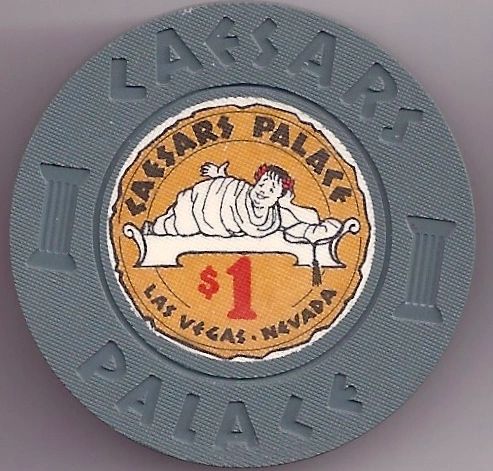 CAESARS
CAESARS PALACE
$1
LAS VEGAS • NEVADA
PALACE